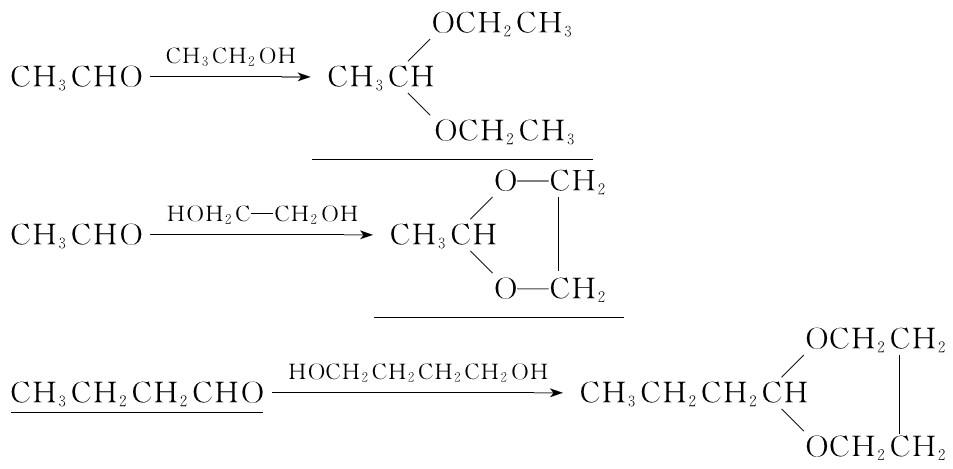 OCH₂CH₃
CH₃CHO CH₃CH₂OH CH₃CH
OCH₂CH₃
O—CH₂
CH₃CHO HOH₂C—CH₂OH CH₃CH
O—CH₂
OCH₂CH₂
CH₃CH₂CH₂CHO HOCH₂CH₂CH₂CH₂OH CH₃CH₂CH₂CH
OCH₂CH₂